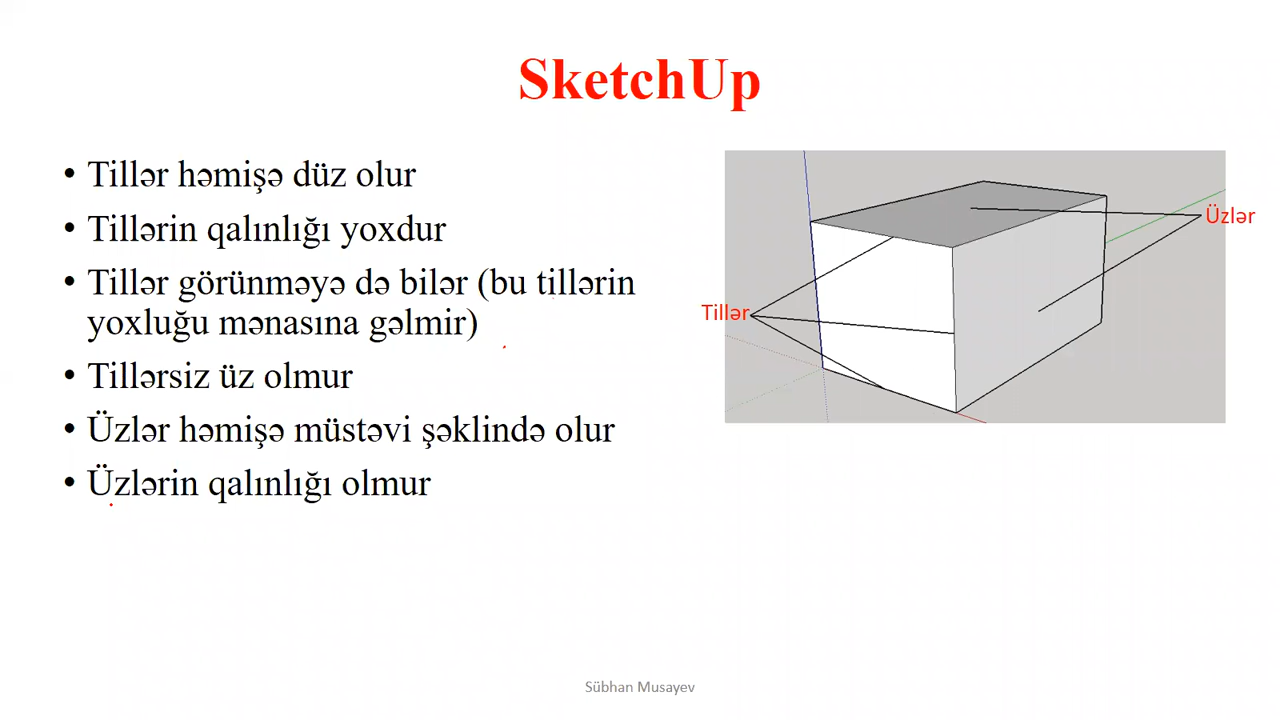 SketchUp
• Tillər həmişə düz olur
• Tillərin qalınlığı yoxdur
• Tillər görünməyə də bilər (bu tillərin
yoxluğu mənasına gəlmir)
• Tillərsiz üz olmur
• Üzlər həmişə müstəvi şəklində olur
• Üzlərin qalınlığı olmur
Üzlər
Tillər
Sübhan Musayev